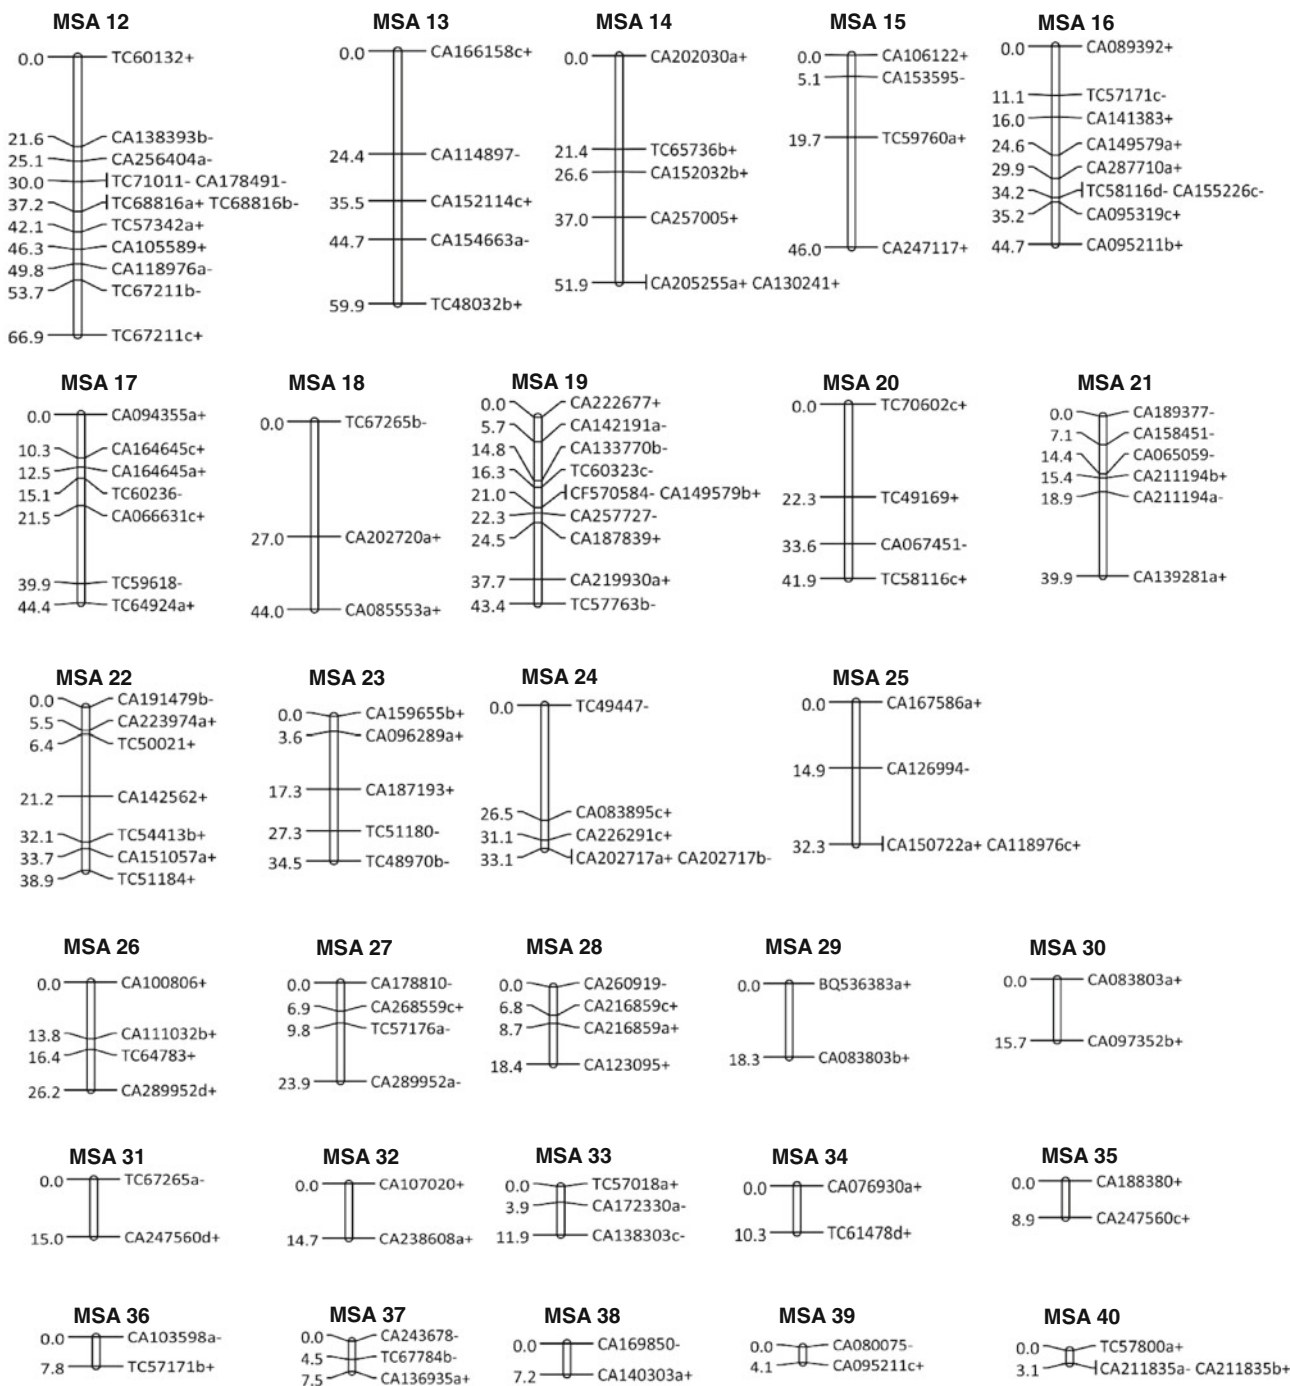 MSA 12
0.0 TC60132+
21.6 CA138393b-
25.1 CA256404a-
30.0 TC71011- CA178491-
37.2 TC68816a+ TC68816b-
42.1 TC57342a+
46.3 CA105589+
49.8 CA118976a-
53.7 TC67211b-
66.9 TC67211c+
MSA 13
0.0 CA166158c+
24.4 CA114897-
35.5 CA152114c+
44.7 CA154663a-
59.9 TC48032b+
MSA 14
0.0 CA202030a+
21.4 TC65736b+
26.6 CA152032b+
37.0 CA257005+
51.9 CA205255a+ CA130241+
MSA 15
0.0 CA106122+
5.1 CA153595-
19.7 TC59760a+
46.0 CA247117+
MSA 16
0.0 CA089392+
11.1 TC57171c-
16.0 CA141383+
24.6 CA149579a+
29.9 CA287710a+
34.2 TC58116d- CA155226c-
35.2 CA095319c+
44.7 CA095211b+
MSA 17
0.0 CA094355a+
10.3 CA164645c+
12.5 CA164645a+
15.1 TC60236-
21.5 CA066631c+
39.9 TC59618-
44.4 TC64924a+
MSA 18
0.0 TC67265b-
27.0 CA202720a+
44.0 CA085553a+
MSA 19
0.0 CA222677+
5.7 CA142191a-
14.8 CA133770b-
16.3 TC60323c-
21.0 CF570584- CA149579b+
22.3 CA257727-
24.5 CA187839+
37.7 CA219930a+
43.4 TC57763b-
MSA 20
0.0 TC70602c+
22.3 TC49169+
33.6 CA067451-
41.9 TC58116c+
MSA 21
0.0 CA189377-
7.1 CA158451-
14.4 CA065059-
15.4 CA211194b+
18.9 CA211194a-
39.9 CA139281a+
MSA 22
0.0 CA191479b-
5.5 CA223974a+
6.4 TC50021+
21.2 CA142562+
32.1 TC54413b+
33.7 CA151057a+
38.9 TC51184+
MSA 23
0.0 CA159655b+
3.6 CA096289a+
17.3 CA187193+
27.3 TC51180-
34.5 TC48970b-
MSA 24
0.0 TC49447-
26.5 CA083895c+
31.1 CA226291c+
33.1 CA202717a+ CA202717b-
MSA 25
0.0 CA167586a+
14.9 CA126994-
32.3 CA150722a+ CA118976c+
MSA 26
0.0 CA100806+
13.8 CA111032b+
16.4 TC64783+
26.2 CA289952d+
MSA 27
0.0 CA178810-
6.9 CA268559c+
9.8 TC57176a-
23.9 CA289952a-
MSA 28
0.0 CA260919-
6.8 CA216859c+
8.7 CA216859a+
18.4 CA123095+
MSA 29
0.0 BQ536383a+
18.3 CA083803b+
MSA 30
0.0 CA083803a+
15.7 CA097352b+
MSA 31
0.0 TC67265a-
15.0 CA247560d+
MSA 32
0.0 CA107020+
14.7 CA238608a+
MSA 33
0.0 TC57018a+
3.9 CA172330a-
11.9 CA138303c-
MSA 34
0.0 CA076930a+
10.3 TC61478d+
MSA 35
0.0 CA188380+
8.9 CA247560c+
MSA 36
0.0 CA103598a-
7.8 TC57171b+
MSA 37
0.0 CA243678-
4.5 TC67784b-
7.5 CA136935a+
MSA 38
0.0 CA169850-
7.2 CA140303a+
MSA 39
0.0 CA080075-
4.1 CA095211c+
MSA 40
0.0 TC57800a+
3.1 CA211835a- CA211835b+